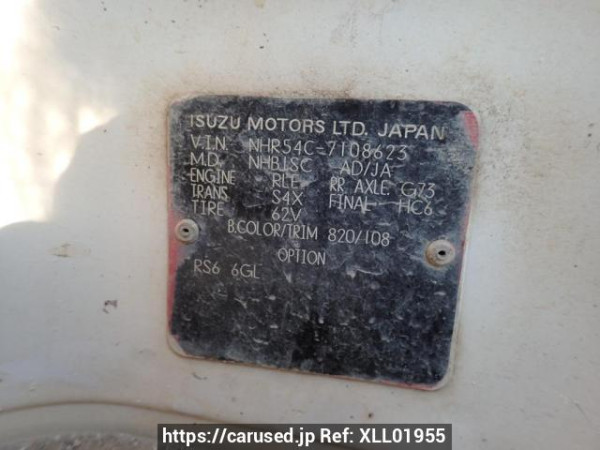 ISUZU MOTORS LTD. JAPAN
V.I.N. NHR54C-7108623
M.D. NHBJSC AD/JA
ENGINE RLE RR. AXLE. G73
TRANS S4X FINAL HC6
TIRE 62V
B.COLOR/TRIM 820/108
OPTION
RS6 6GL
https://carused.jp Ref: XLL01955